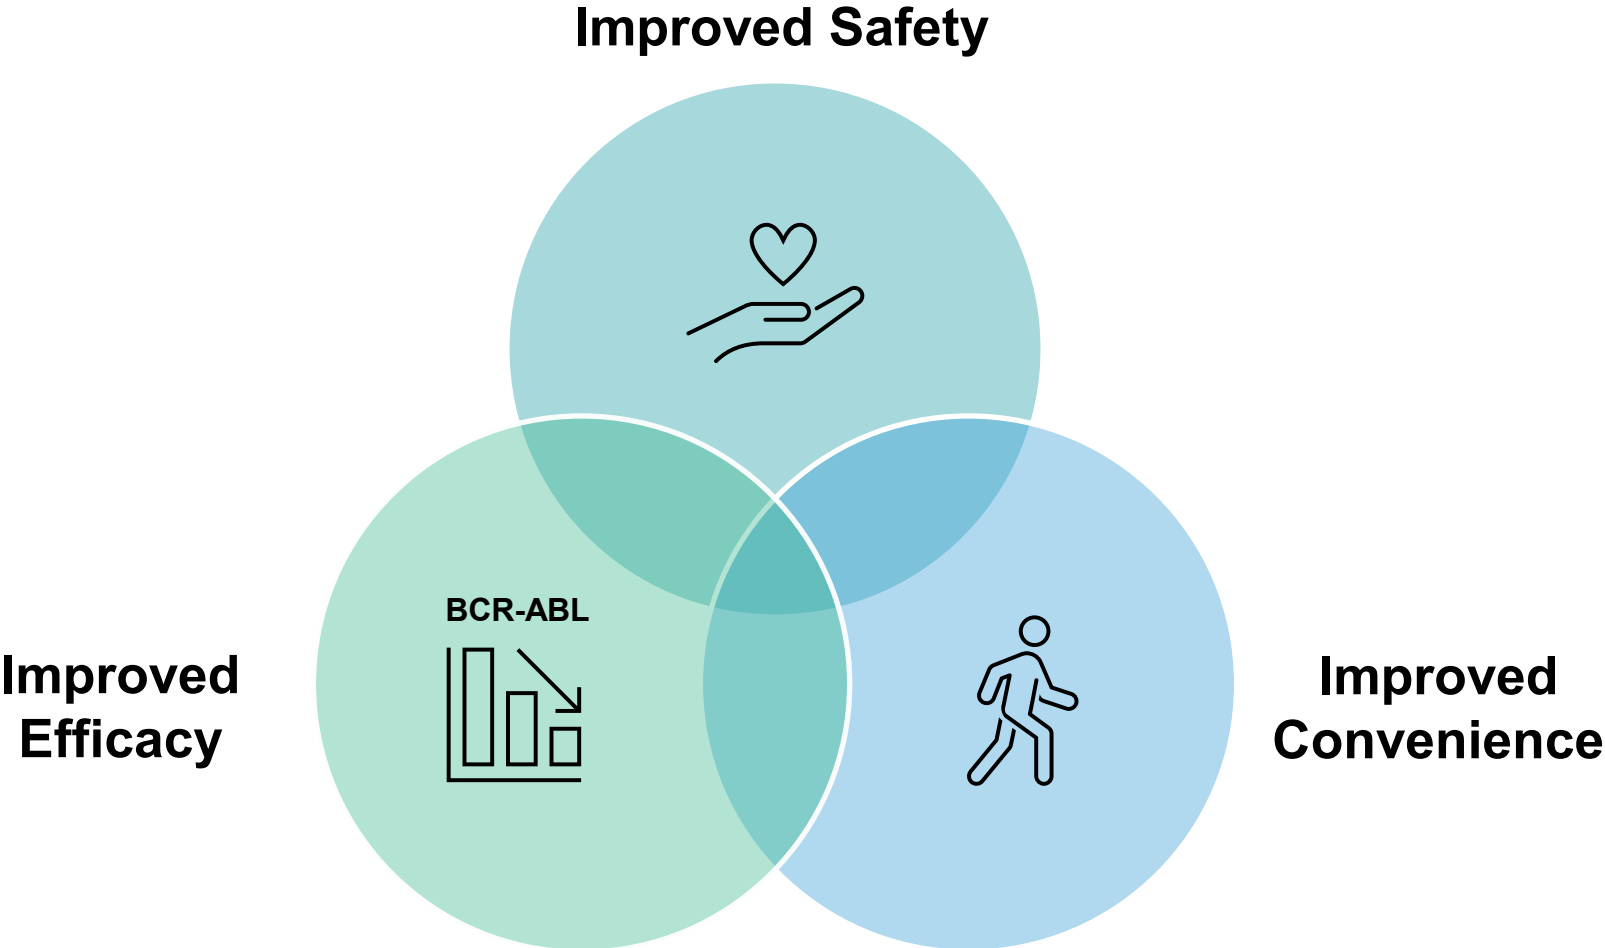 Improved Safety
BCR-ABL
Improved
Efficacy
Improved
Convenience